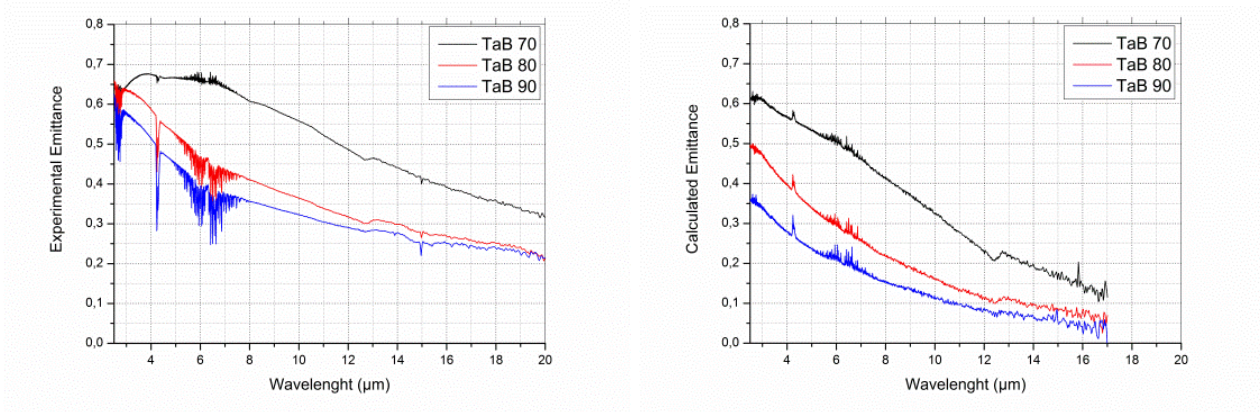 Experimental Emittance
0,8
0,7
0,6
0,5
0,4
0,3
0,2
0,1
0,0
TaB 70
TaB 80
TaB 90
4 6 8 10 12 14 16 18 20
Wavelenght (µm)
Calculated Emittance
0,8
0,7
0,6
0,5
0,4
0,3
0,2
0,1
0,0
TaB 70
TaB 80
TaB 90
4 6 8 10 12 14 16 18 20
Wavelenght (µm)